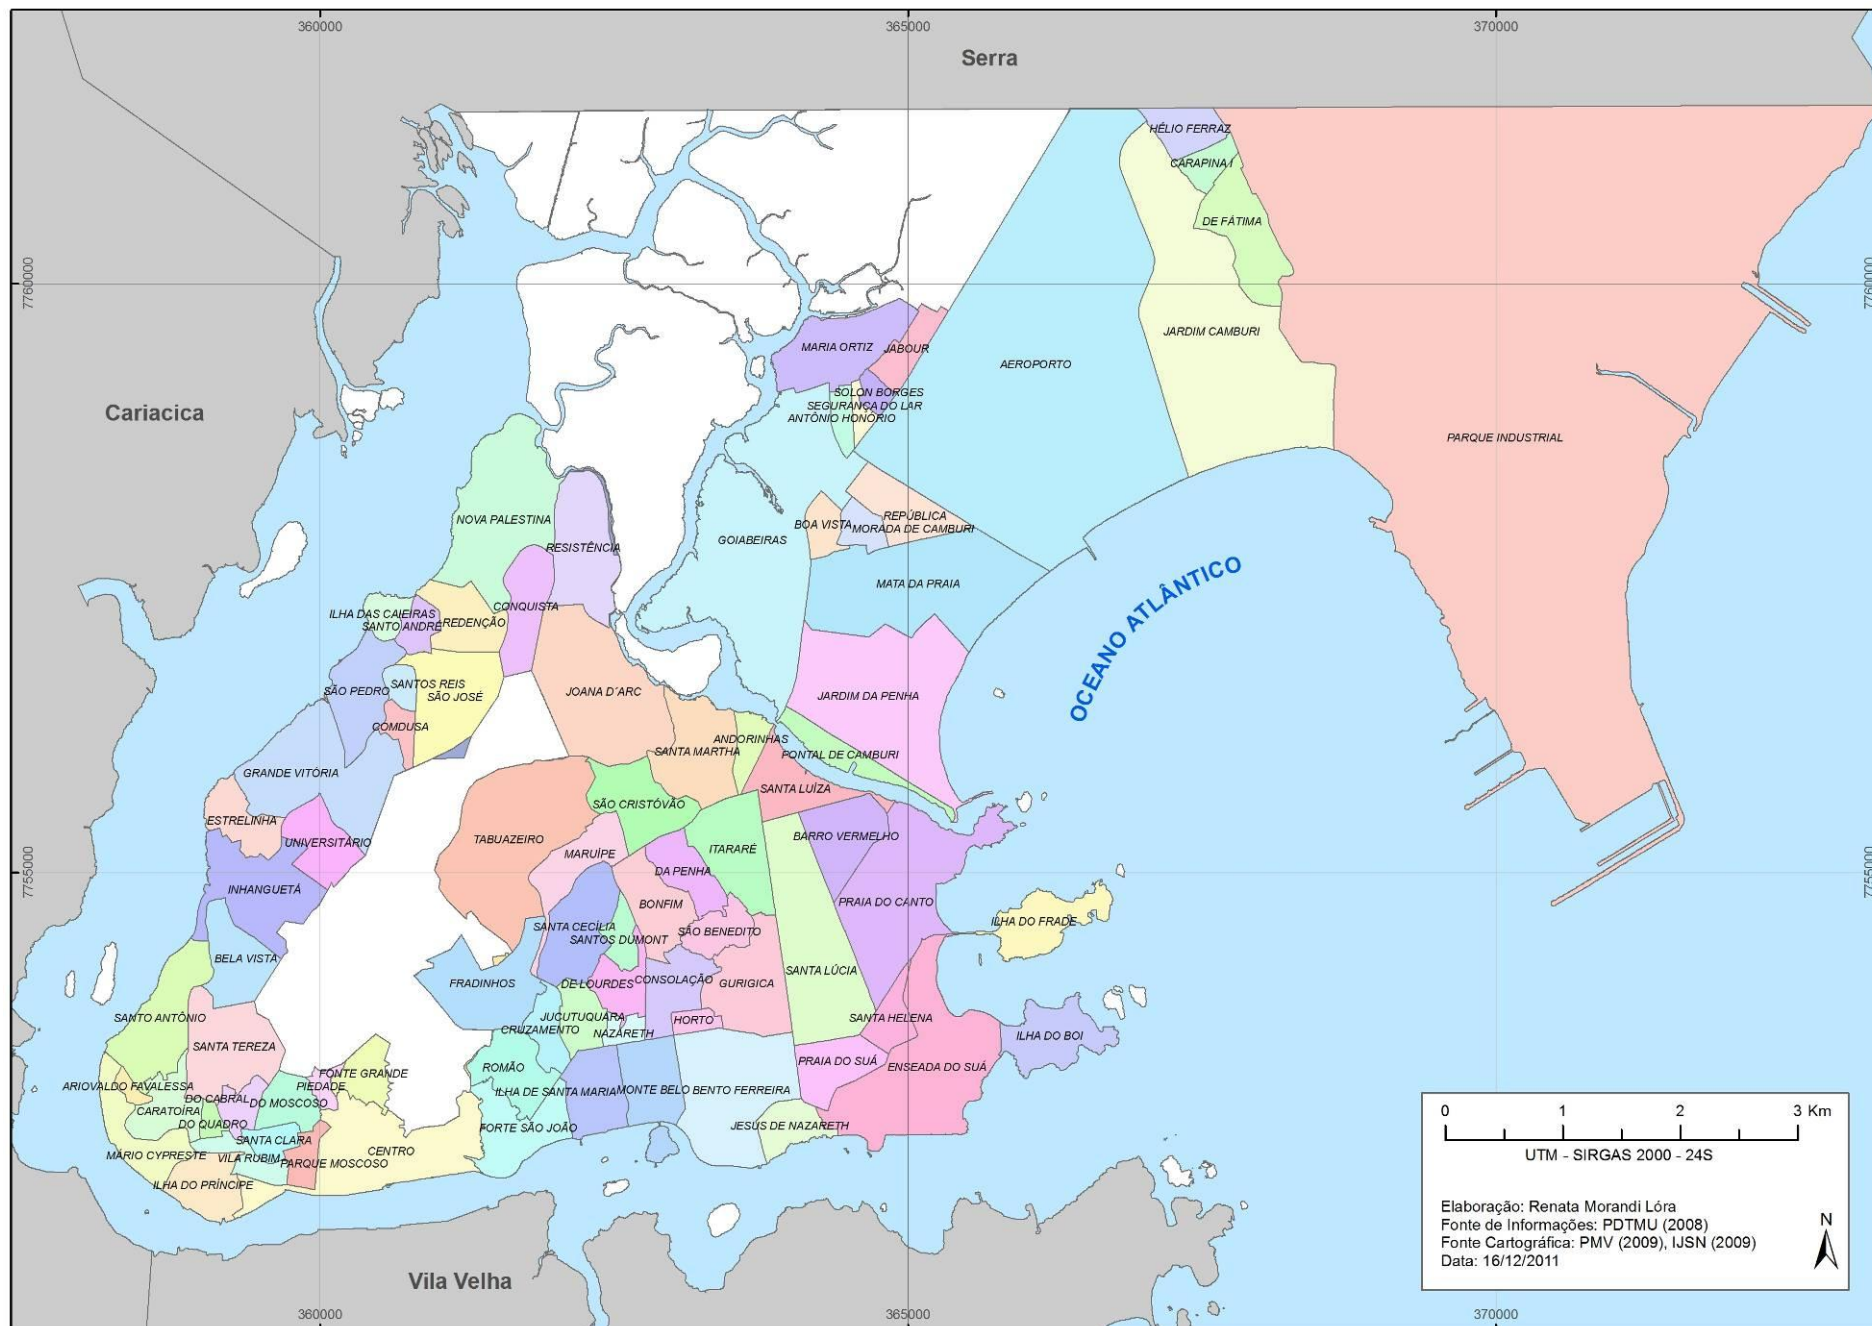 360000
365000
370000
Serra
HÉLIO FERRAZ
CARAPINA I
DE FÁTIMA
7760000
7760000
JARDIM CAMBURI
MARIA ORTIZ
JABOUR
AEROPORTO
SOLON BORGES
SEGURANÇA DO LAR
ANTÔNIO HONÓRIO
Cariacica
PARQUE INDUSTRIAL
NOVA PALESTINA
REPÚBLICA
BOA VISTA
MORADA DE CAMBURI
GOIABEIRAS
RESISTÊNCIA
MATA DA PRAIA
OCEANO ATLÂNTICO
CONQUISTA
ILHA DAS CAIEIRAS
SANTO ANDRÉ
REDENÇÃO
SANTOS REIS
SÃO PEDRO
SÃO JOSÉ
JOANA D´ARC
JARDIM DA PENHA
COMDUSA
ANDORINHAS
SANTA MARTHA
PONTAL DE CAMBURI
GRANDE VITÓRIA
SANTA LUÍZA
SÃO CRISTÓVÃO
ESTRELINHA
UNIVERSITÁRIO
TABUAZEIRO
BARRO VERMELHO
MARUÍPE
ITARARÉ
DA PENHA
7755000
7755000
INHANGUETÁ
BONFIM
PRAIA DO CANTO
ILHA DO FRADE
SANTA CECÍLIA
SANTOS DUMONT
SÃO BENEDITO
BELA VISTA
SANTA LÚCIA
FRADINHOS
DE LOURDES
CONSOLAÇÃO
GURIGICA
SANTO ANTÔNIO
JUCUTUQUARA
CRUZAMENTO
NAZARETH
HORTO
SANTA HELENA
ILHA DO BOI
SANTA TEREZA
PRAIA DO SUÁ
ENSEADA DO SUÁ
ROMÃO
FONTE GRANDE
PIEDADE
ARIOVALDO FAVALESSA
DO CABRAL
DO MOSCOSO
ILHA DE SANTA MARIA
MONTE BELO
BENTO FERREIRA
CARATOÍRA
DO QUADRO
FORTE SÃO JOÃO
JESUS DE NAZARETH
SANTA CLARA
CENTRO
MÁRIO CYPRESTE
VILA RUBIM
PARQUE MOSCOSO
ILHA DO PRÍNCIPE
Vila Velha
0 1 2 3 Km
UTM - SIRGAS 2000 - 24S
Elaboração: Renata Morandi Lóra
Fonte de Informações: PDTMU (2008)
Fonte Cartográfica: PMV (2009), IJSN (2009)
Data: 16/12/2011
N
360000
365000
370000